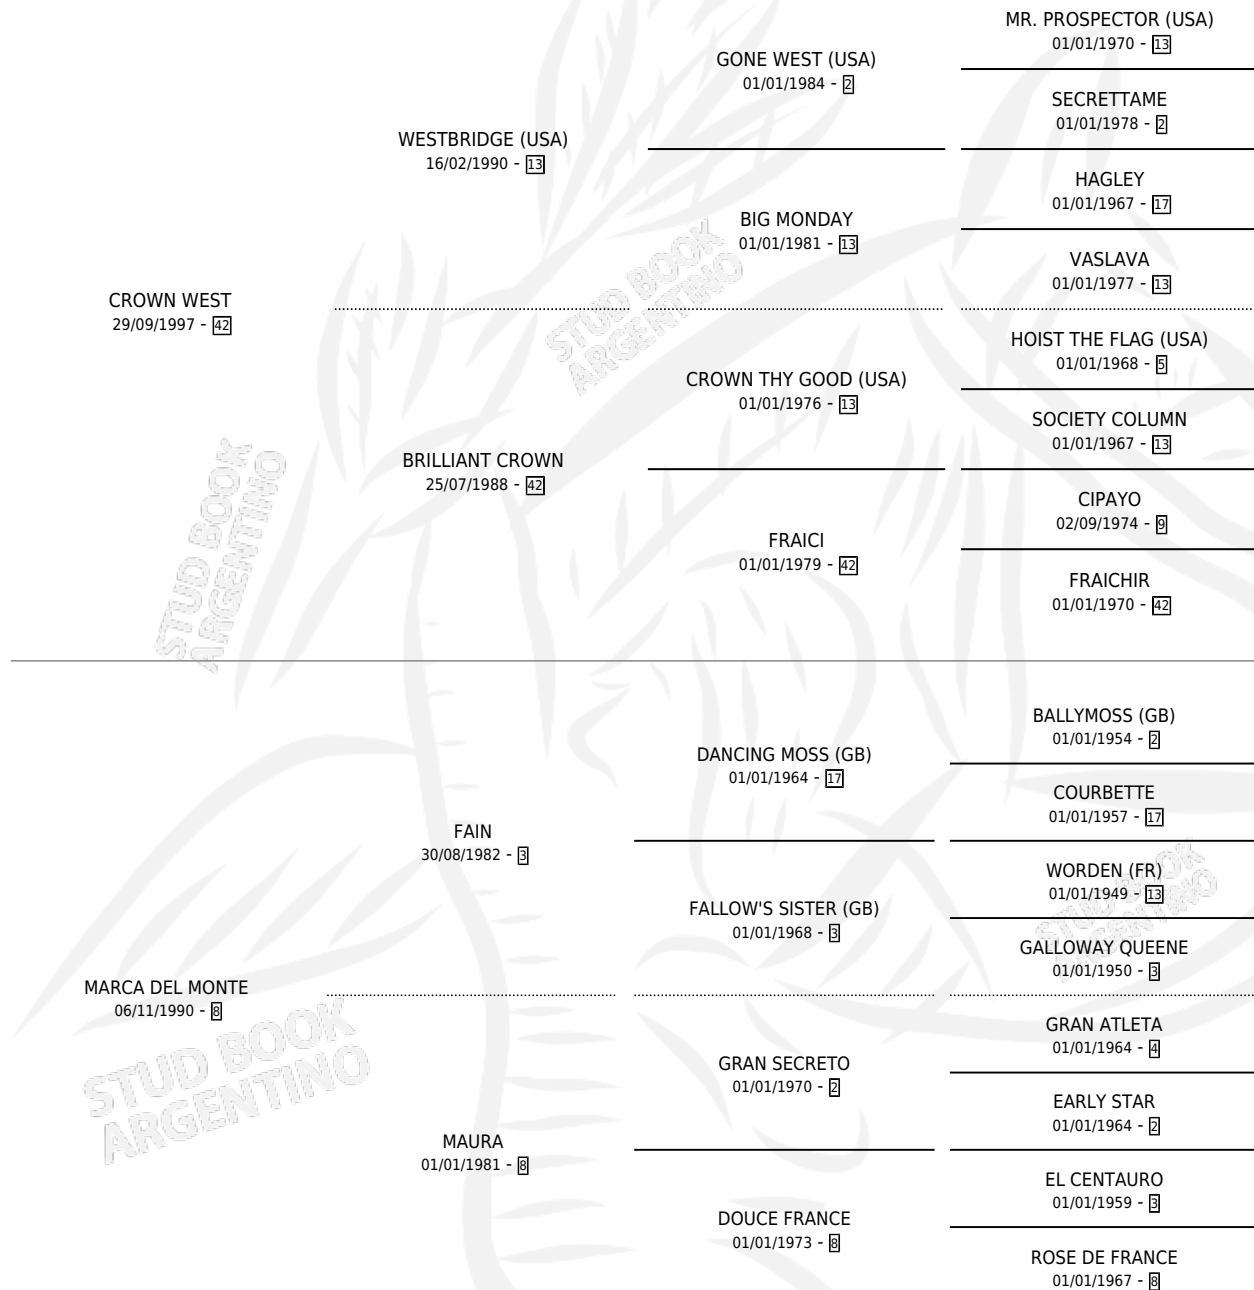 MR. PROSPECTOR (USA)
01/01/1970 - 13
GONE WEST (USA)
01/01/1984 - 2
SECRETTAME
01/01/1978 - 2
WESTBRIDGE (USA)
16/02/1990 - 13
HAGLEY
01/01/1967 - 17
BIG MONDAY
01/01/1981 - 13
VASLAVA
01/01/1977 - 13
CROWN WEST
29/09/1997 - 42
HOIST THE FLAG (USA)
01/01/1968 - 5
CROWN THY GOOD (USA)
01/01/1976 - 13
SOCIETY COLUMN
01/01/1967 - 13
BRILLIANT CROWN
25/07/1988 - 42
CIPAYO
02/09/1974 - 9
FRAICI
01/01/1979 - 42
FRAICHIR
01/01/1970 - 42
BALLYMOSS (GB)
01/01/1954 - 2
DANCING MOSS (GB)
01/01/1964 - 17
COURBETTE
01/01/1957 - 17
FAIN
30/08/1982 - 3
WORDEN (FR)
01/01/1949 - 13
FALLOW'S SISTER (GB)
01/01/1968 - 3
GALLOWAY QUEENE
01/01/1950 - 3
MARCA DEL MONTE
06/11/1990 - 8
GRAN ATLETA
01/01/1964 - 4
GRAN SECRETO
01/01/1970 - 2
EARLY STAR
01/01/1964 - 2
MAURA
01/01/1981 - 8
EL CENTAURO
01/01/1959 - 3
DOUCE FRANCE
01/01/1973 - 8
ROSE DE FRANCE
01/01/1967 - 8
STUD BOOK
ARGENTINO
STUD BOOK
ARGENTINO
STUD BOOK
ARGENTINO
STUD BOOK
ARGENTINO